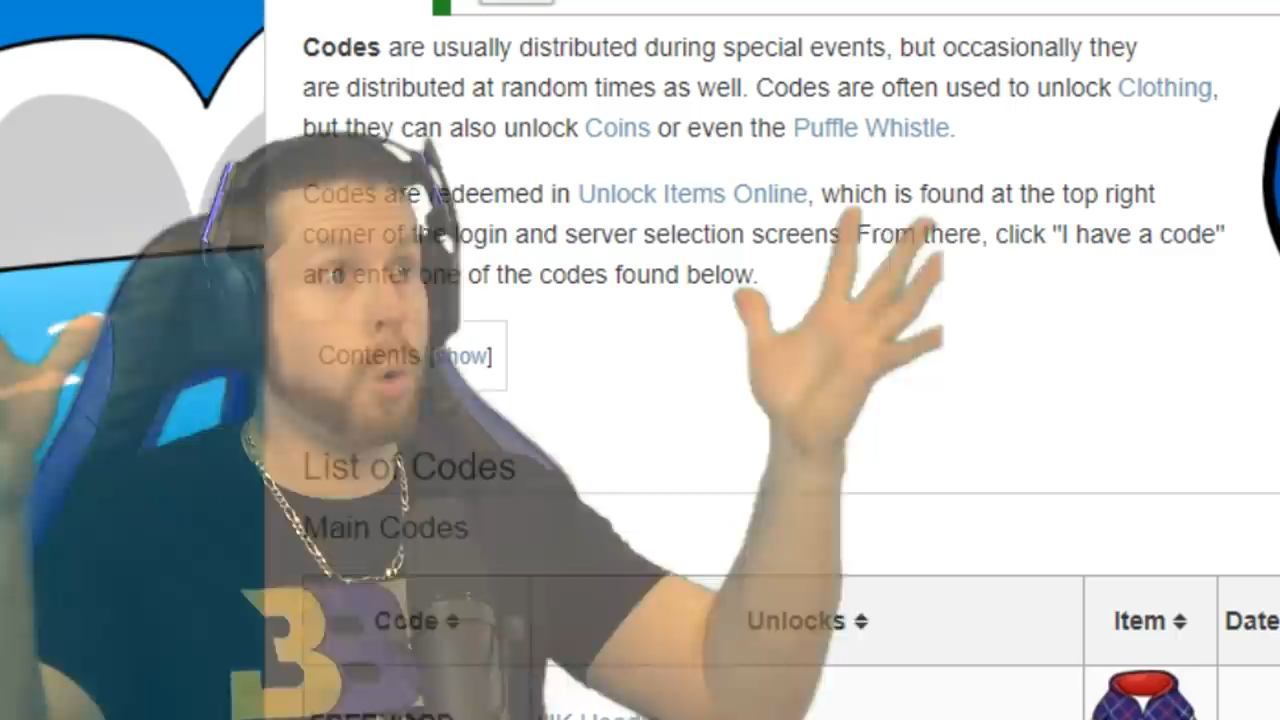 Codes are usually distributed during special events, but occasionally they
are distributed at random times as well. Codes are often used to unlock Clothing,
but they can also unlock Coins or even the Puffle Whistle.
Codes are redeemed in Unlock Items Online, which is found at the top right
corner of the login and server selection screens. From there, click "I have a code"
and enter one of the codes found below.
Contents [show]
List of Codes
Main Codes
Code Unlocks Item Date